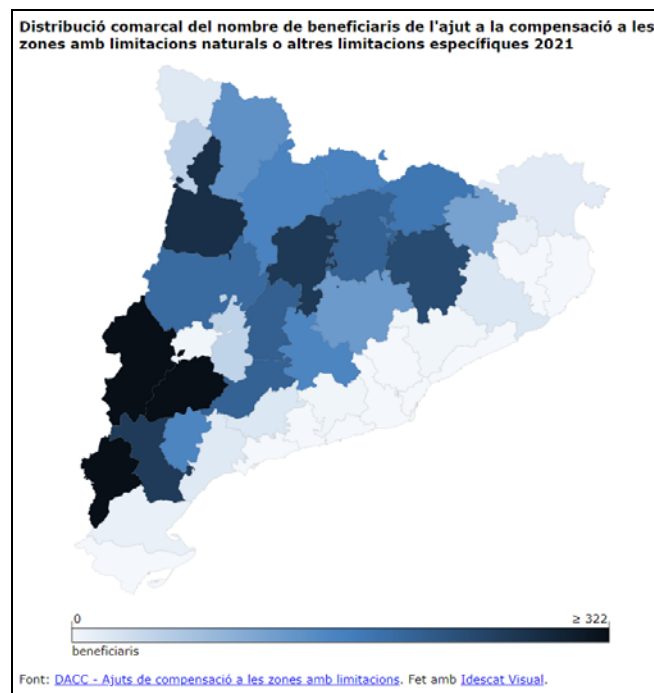 Distribució comarcal del nombre de beneficiaris de l'ajut a la compensació a les
zones amb limitacions naturals o altres limitacions específiques 2021
0 ≥ 322
beneficiaris
Font: DACC - Ajuts de compensació a les zones amb limitacions. Fet amb Idescat Visual.